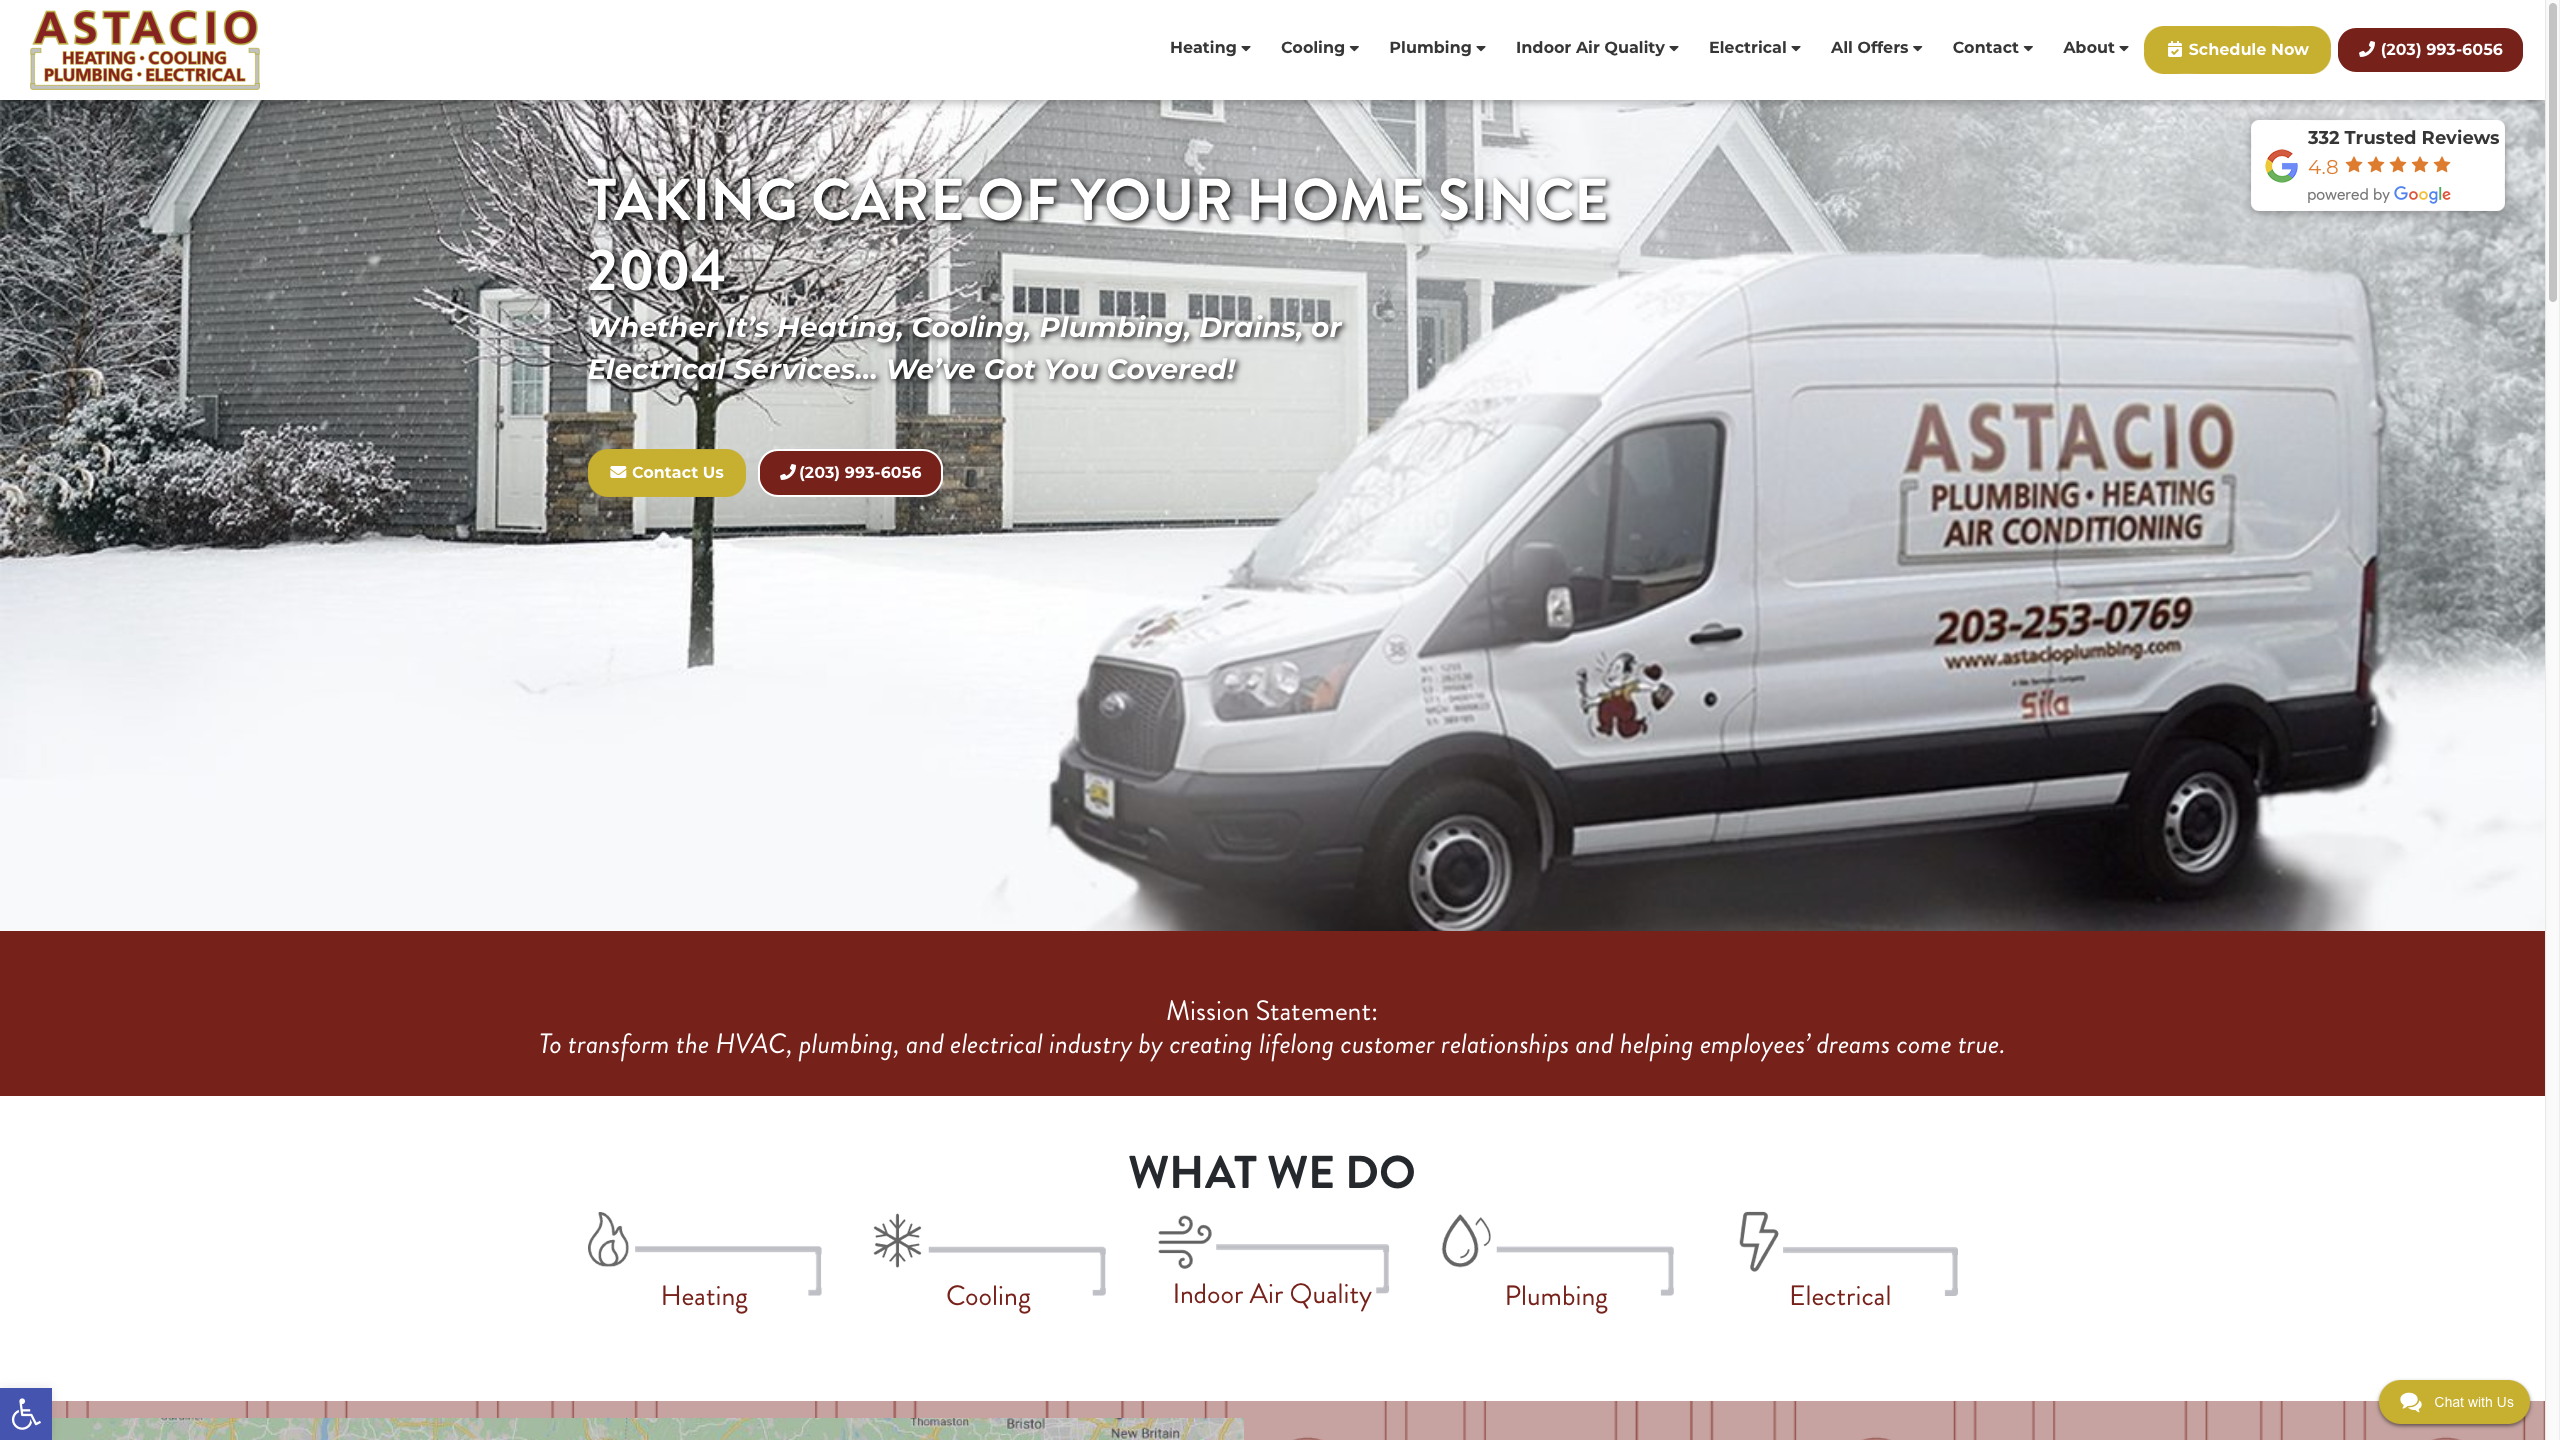 ASTACIO
HEATING • COOLING
PLUMBING • ELECTRICAL
Heating
Cooling
Plumbing
Indoor Air Quality
Electrical
All Offers
Contact
About
Schedule Now
(203) 993-6056
332 Trusted Reviews
4.8
powered by Google
TAKING CARE OF YOUR HOME SINCE
2004
Whether It's Heating, Cooling, Plumbing, Drains, or
Electrical Services... We've Got You Covered!
Contact Us
(203) 993-6056
ASTACIO
PLUMBING • HEATING
AIR CONDITIONING
203-253-0769
www.astacioplumbing.com
Sila
38
Mission Statement:
To transform the HVAC, plumbing, and electrical industry by creating lifelong customer relationships and helping employees' dreams come true.
WHAT WE DO
Heating
Cooling
Indoor Air Quality
Plumbing
Electrical
Thomaston
Bristol
New Britain
Chat with Us